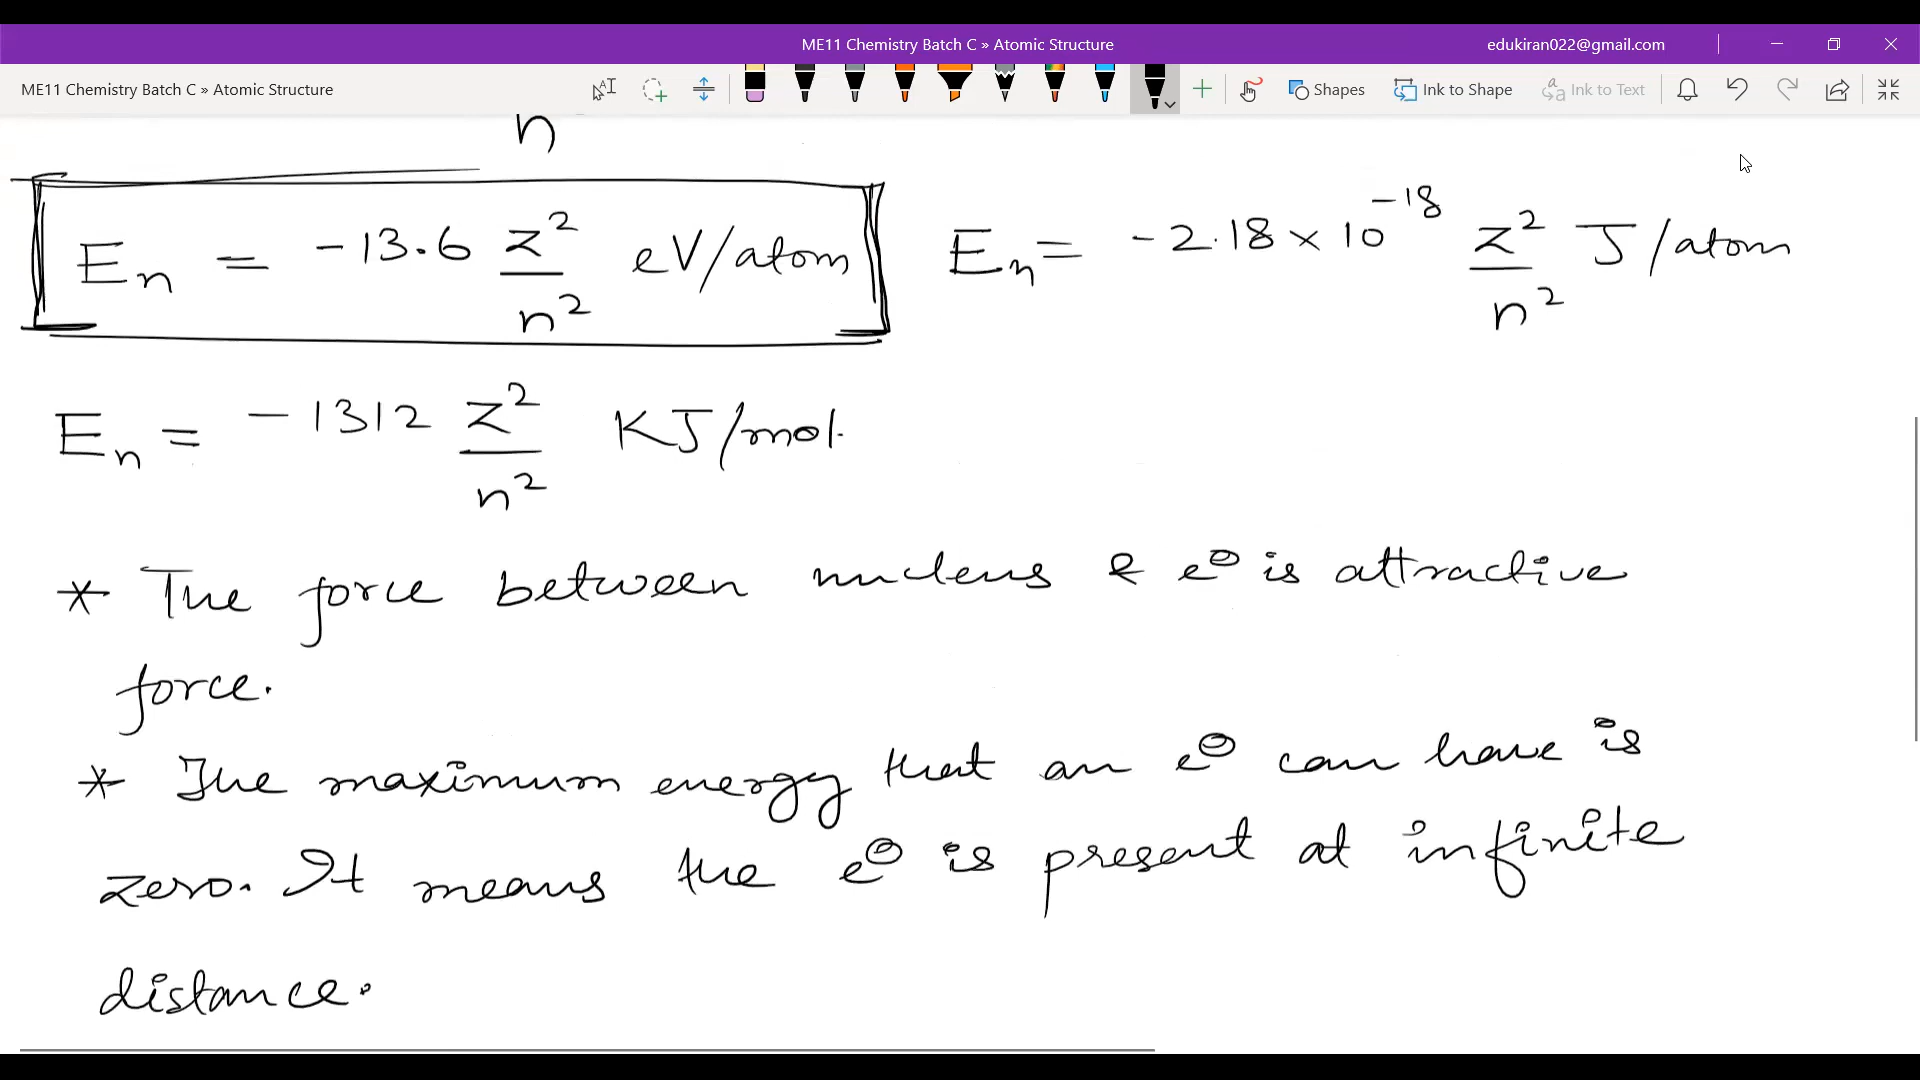 ME11 Chemistry Batch C » Atomic Structure
edukiran022@gmail.com
ME11 Chemistry Batch C » Atomic Structure
Shapes
Ink to Shape
Ink to Text
n
En = -13.6 z²/n² eV/atom
En = -2.18 × 10⁻¹⁸ z²/n² J/atom
En = -1312 z²/n² KJ/mol.
* The force between nucleus & e⊖ is attractive
force.
* The maximum energy that an e⊖ can have is
zero. It means the e⊖ is present at infinite
distance.